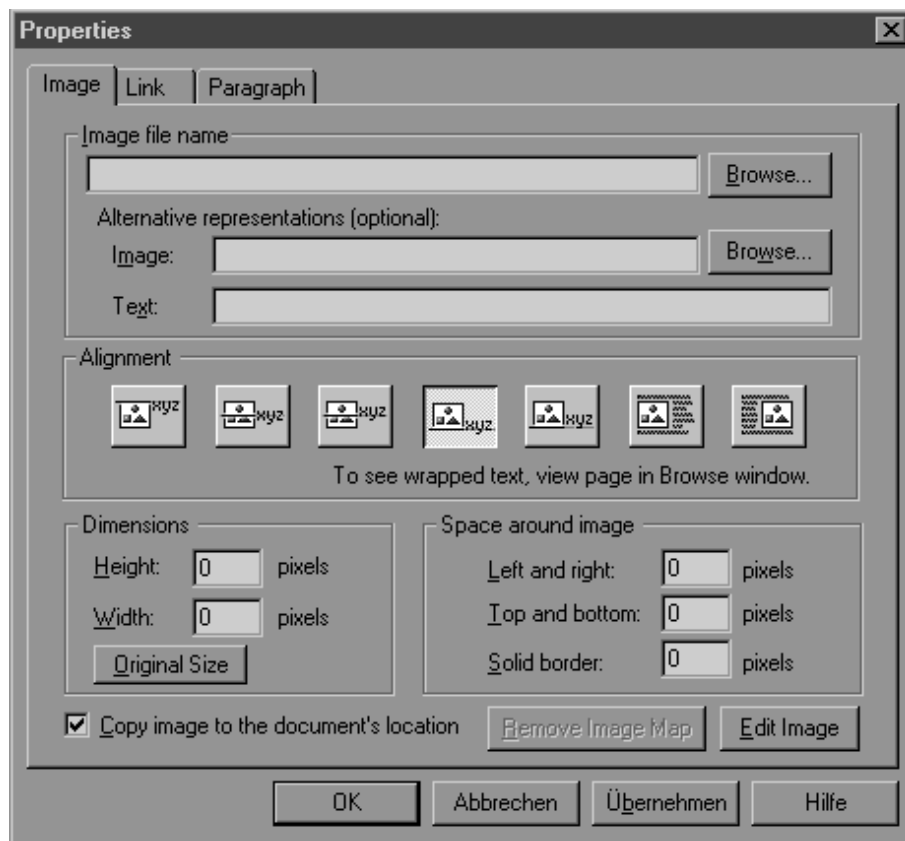 Properties
Image Link Paragraph
Image file name
Browse...
Alternative representations (optional):
Image: Browse...
Text:
Alignment
xyz xyz xyz xyz xyz
To see wrapped text, view page in Browse window.
Dimensions
Height: 0 pixels
Width: 0 pixels
Original Size
Space around image
Left and right: 0 pixels
Top and bottom: 0 pixels
Solid border: 0 pixels
Copy image to the document's location Remove Image Map Edit Image
OK Abbrechen Übernehmen Hilfe